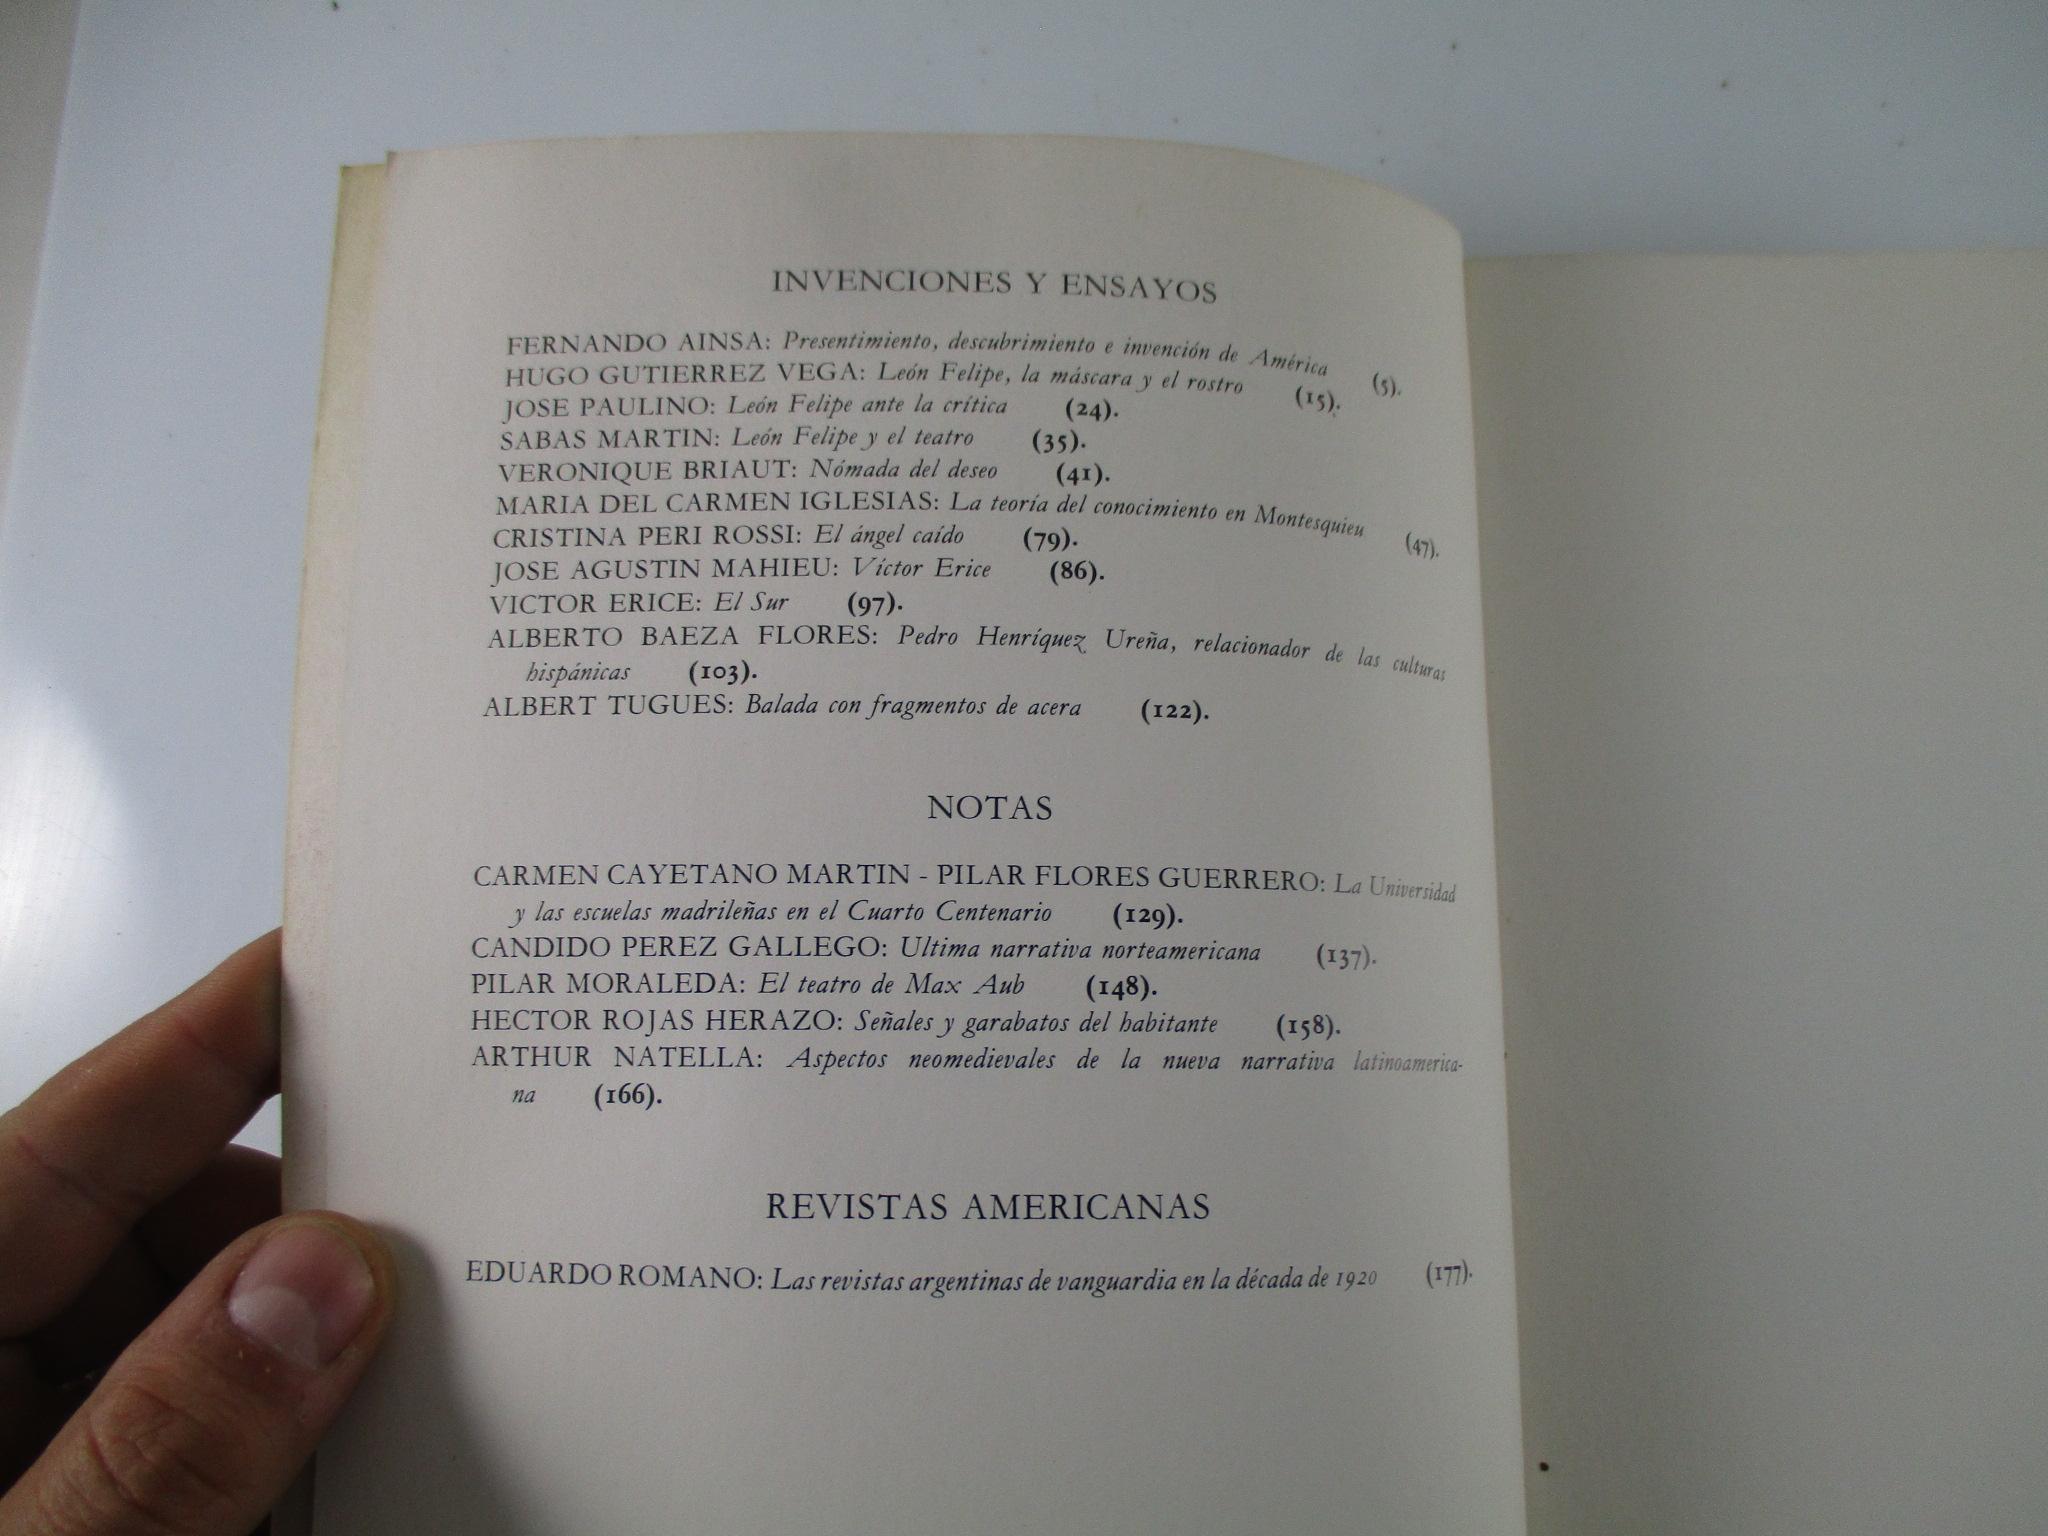 INVENCIONES Y ENSAYOS
FERNANDO AINSA: Presentimiento, descubrimiento e invención de América (5).
HUGO GUTIERREZ VEGA: León Felipe, la máscara y el rostro (15).
JOSE PAULINO: León Felipe ante la crítica (24).
SABAS MARTIN: León Felipe y el teatro (35).
VERONIQUE BRIAUT: Nómada del deseo (41).
MARIA DEL CARMEN IGLESIAS: La teoría del conocimiento en Montesquieu (47).
CRISTINA PERI ROSSI: El ángel caído (79).
JOSE AGUSTIN MAHIEU: Víctor Erice (86).
VICTOR ERICE: El Sur (97).
ALBERTO BAEZA FLORES: Pedro Henríquez Ureña, relacionador de las culturas
hispánicas (103).
ALBERT TUGUES: Balada con fragmentos de acera (122).
NOTAS
CARMEN CAYETANO MARTIN - PILAR FLORES GUERRERO: La Universidad
y las escuelas madrileñas en el Cuarto Centenario (129).
CANDIDO PEREZ GALLEGO: Ultima narrativa norteamericana (137).
PILAR MORALEDA: El teatro de Max Aub (148).
HECTOR ROJAS HERAZO: Señales y garabatos del habitante (158).
ARTHUR NATELLA: Aspectos neomedievales de la nueva narrativa latinoamerica-
na (166).
REVISTAS AMERICANAS
EDUARDO ROMANO: Las revistas argentinas de vanguardia en la década de 1920 (177).